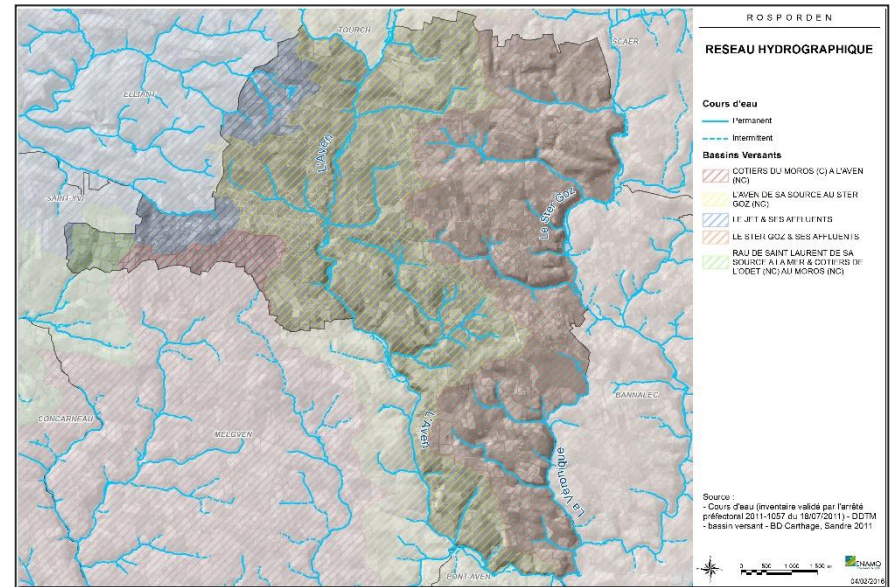 TOURCH
SCAER
ELLIANT
L'Aven
SAINT-YVI
Le Ster Goz
BANNALEC
CONCARNEAU
MELGVEN
L'Aven
La Véronique
PONT-AVEN
ROSPORDEN
RESEAU HYDROGRAPHIQUE
Cours d'eau
Permanent
Intermittent
Bassins Versants
COTIERS DU MOROS (C) A L'AVEN
(NC)
L'AVEN DE SA SOURCE AU STER
GOZ (NC)
LE JET & SES AFFLUENTS
LE STER GOZ & SES AFFLUENTS
RAU DE SAINT LAURENT DE SA
SOURCE A LA MER & COTIERS DE
L'ODET (NC) AU MOROS (NC)
Source :
- Cours d'eau (inventaire validé par l'arrêté
préfectoral 2011-1057 du 18/07/2011) - DDTM
- bassin versant - BD Carthage, Sandre 2011
0 500 1 000 1 500 m
ENAMO
04/02/2016